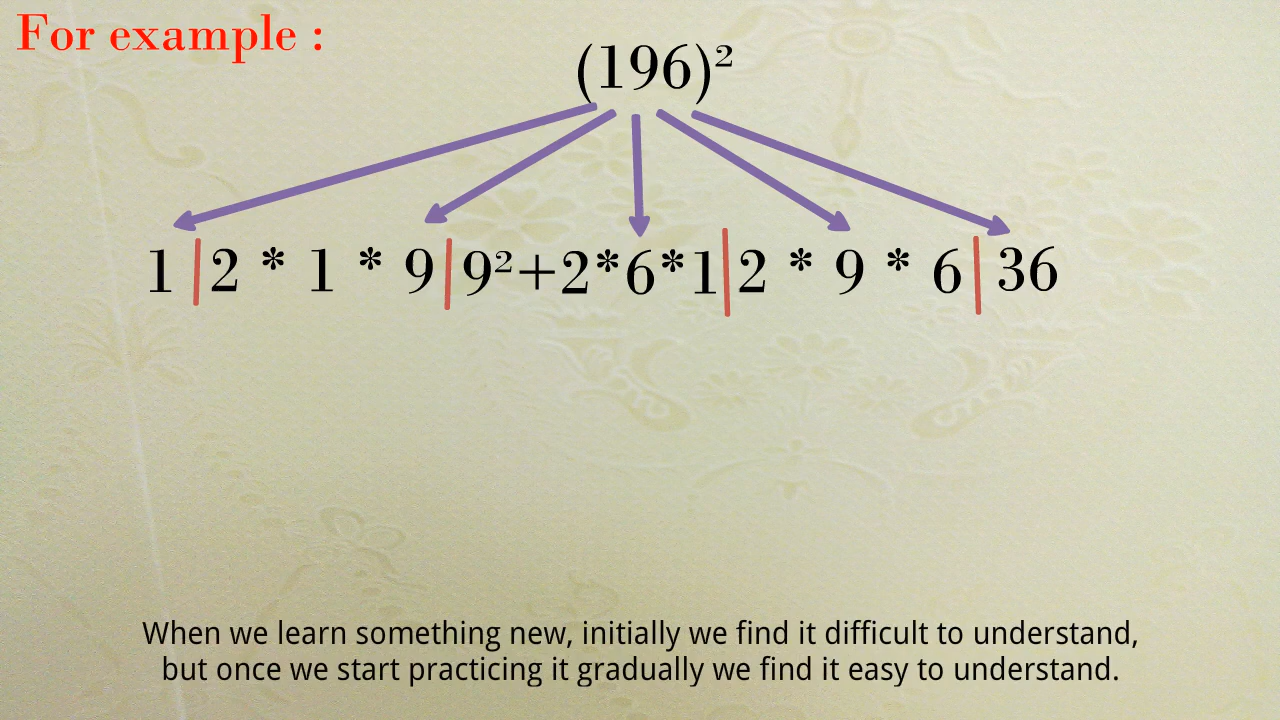 For example :
(196)²
1 | 2 * 1 * 9 | 9²+2*6*1 | 2 * 9 * 6 | 36
When we learn something new, initially we find it difficult to understand,
but once we start practicing it gradually we find it easy to understand.